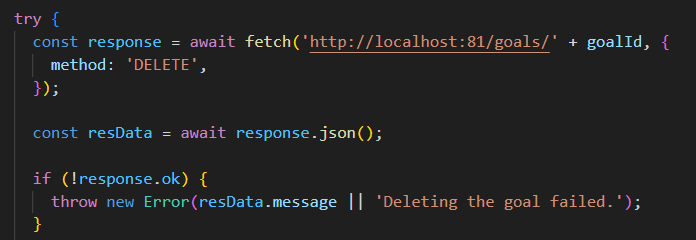 try {
const response = await fetch('http://localhost:81/goals/' + goalId, {
method: 'DELETE',
});
const resData = await response.json();
if (!response.ok) {
throw new Error(resData.message || 'Deleting the goal failed.');
}